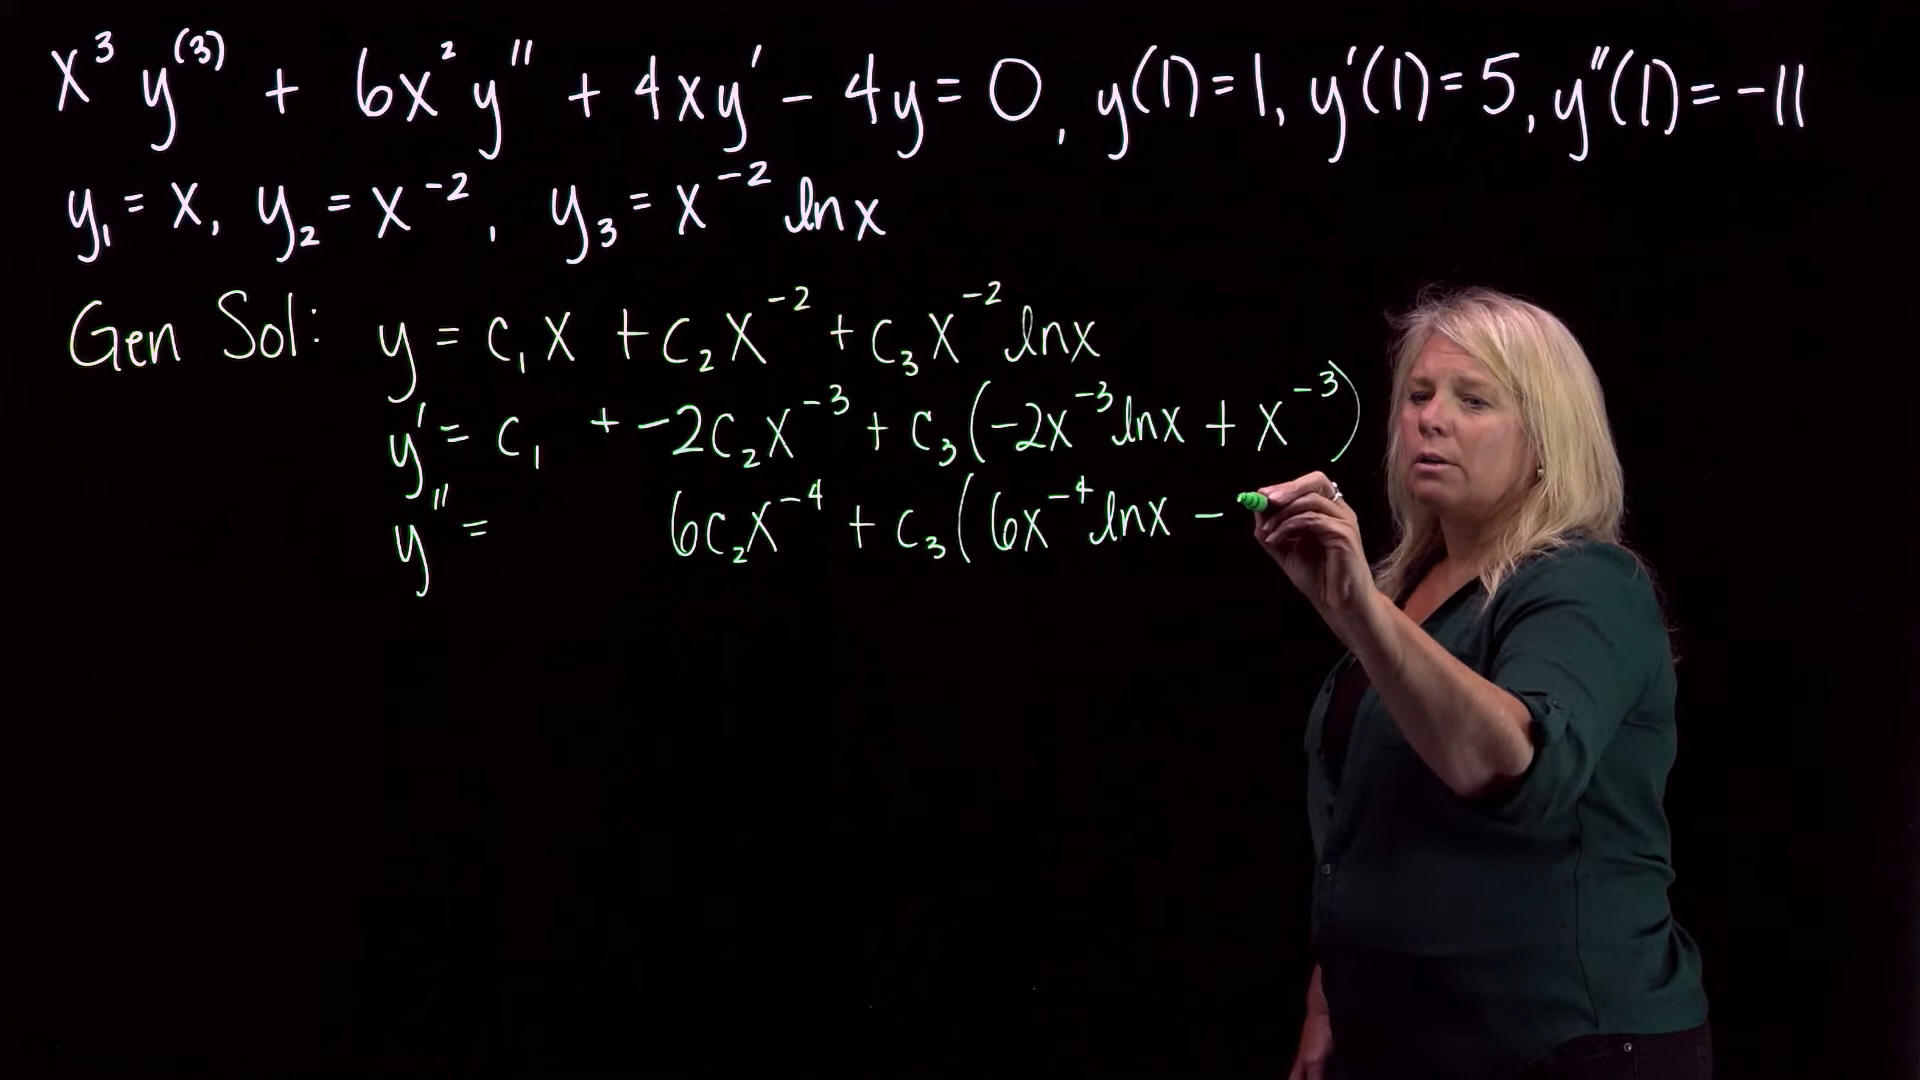 x³ y⁽³⁾ + 6x² y'' + 4xy' - 4y = 0, y(1)=1, y'(1)=5, y''(1)=-11
y₁ = x, y₂ = x⁻², y₃ = x⁻² ln x
Gen Sol: y = c₁x + c₂x⁻² + c₃x⁻² ln x
y' = c₁ + -2c₂x⁻³ + c₃(-2x⁻³ ln x + x⁻³)
y'' = 6c₂x⁻⁴ + c₃(6x⁻⁴ ln x -